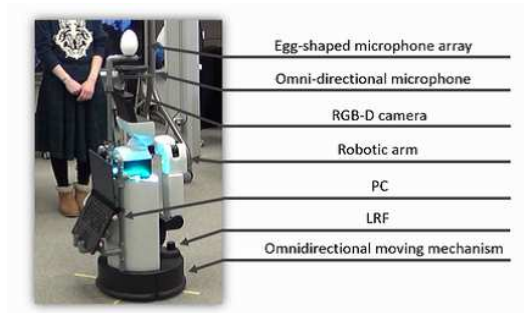 Egg-shaped microphone array
Omni-directional microphone
RGB-D camera
Robotic arm
PC
LRF
Omnidirectional moving mechanism